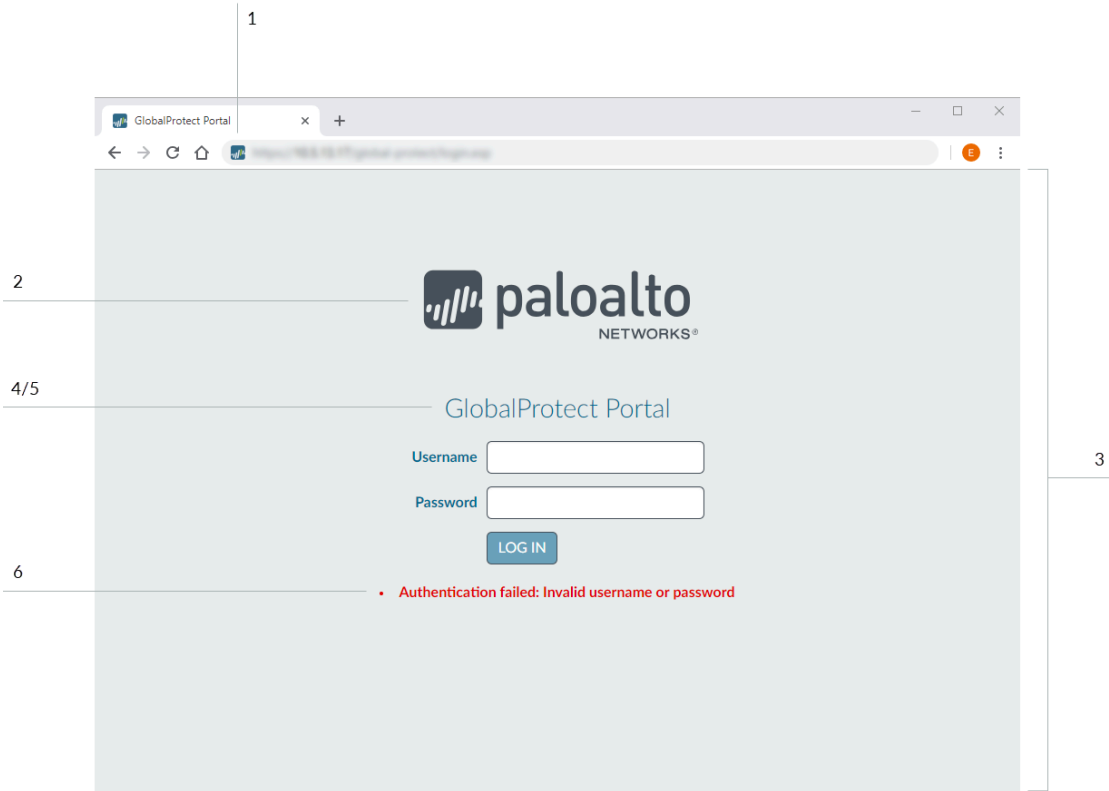 1
GlobalProtect Portal
E
2
paloalto
NETWORKS®
4/5
GlobalProtect Portal
Username
3
Password
LOG IN
6
• Authentication failed: Invalid username or password